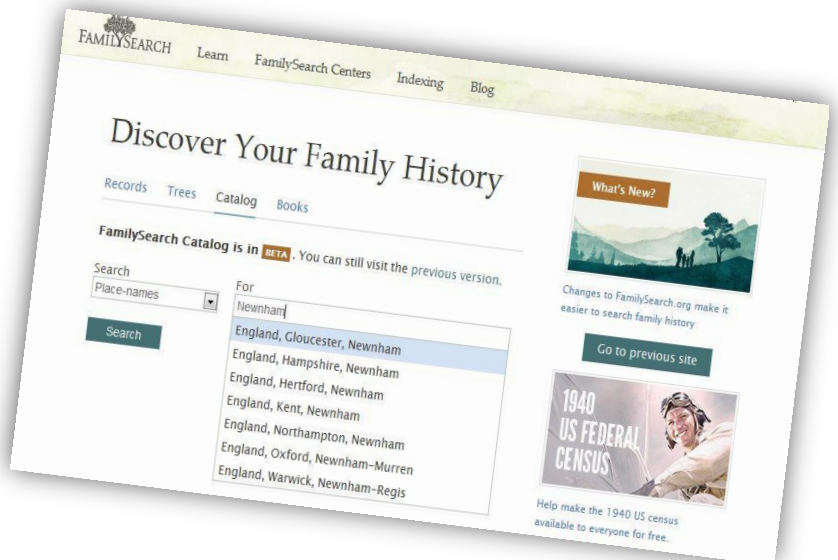 FAMILYSEARCH
Learn
FamilySearch Centers
Indexing
Blog
Discover Your Family History
Records
Trees
Catalog
Books
FamilySearch Catalog is in BETA . You can still visit the previous version.
Search
For
Place-names
Newnham
Search
England, Gloucester, Newnham
England, Hampshire, Newnham
England, Hertford, Newnham
England, Kent, Newnham
England, Northampton, Newnham
England, Oxford, Newnham-Murren
England, Warwick, Newnham-Regis
What's New?
Changes to FamilySearch.org make it
easier to search family history
Go to previous site
1940
US FEDERAL
CENSUS
Help make the 1940 US census
available to everyone for free.